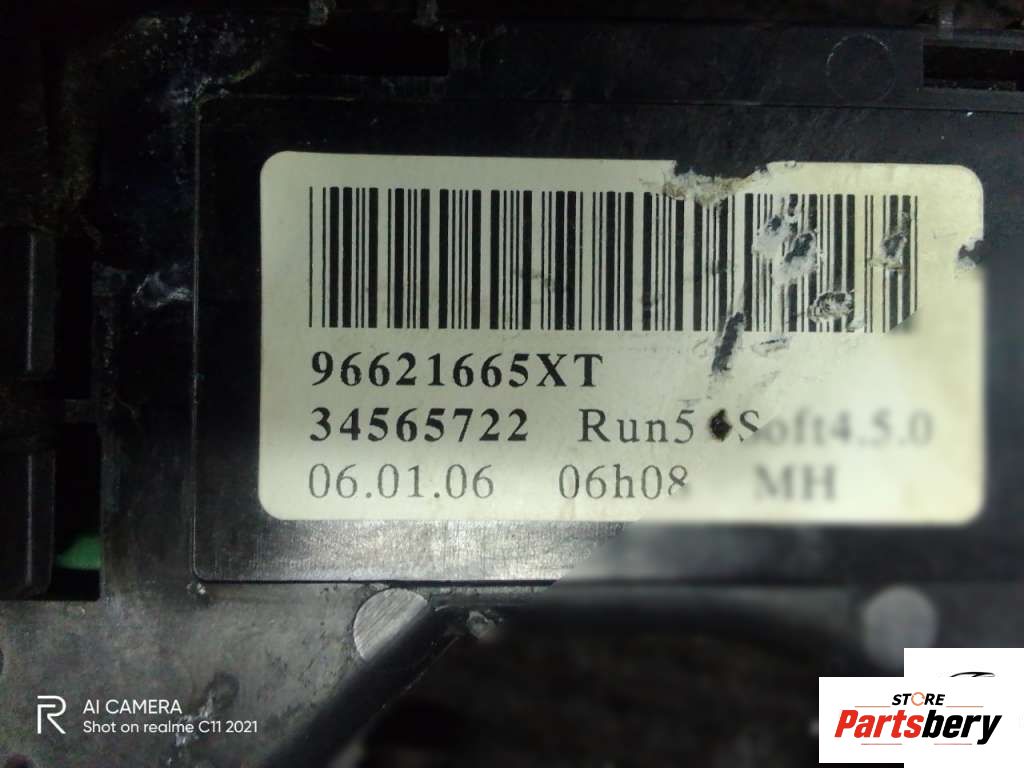 96621665XT
34565722 Run5 Soft4.5.0
06.01.06 06h08 MH
AI CAMERA
Shot on realme C11 2021
STORE
Partsbery